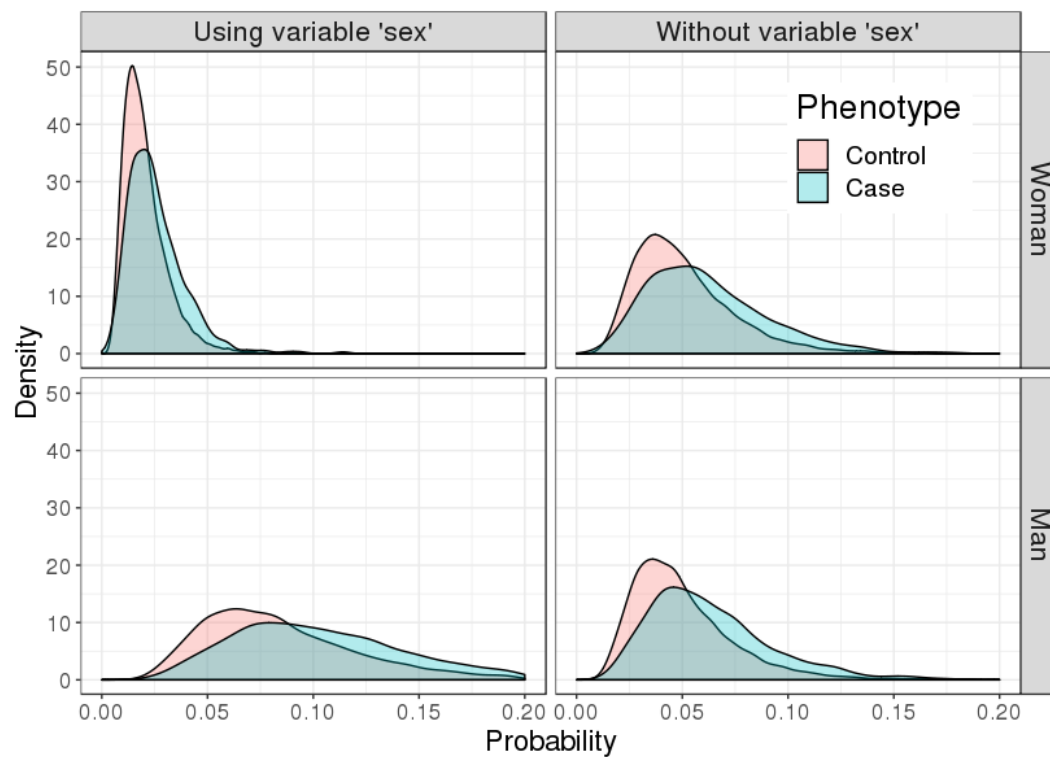 Using variable 'sex'
Without variable 'sex'
Phenotype
Control
Case
Woman
Man
Density
50
40
30
20
10
0
50
40
30
20
10
0
0.00 0.05 0.10 0.15 0.20
0.00 0.05 0.10 0.15 0.20
Probability